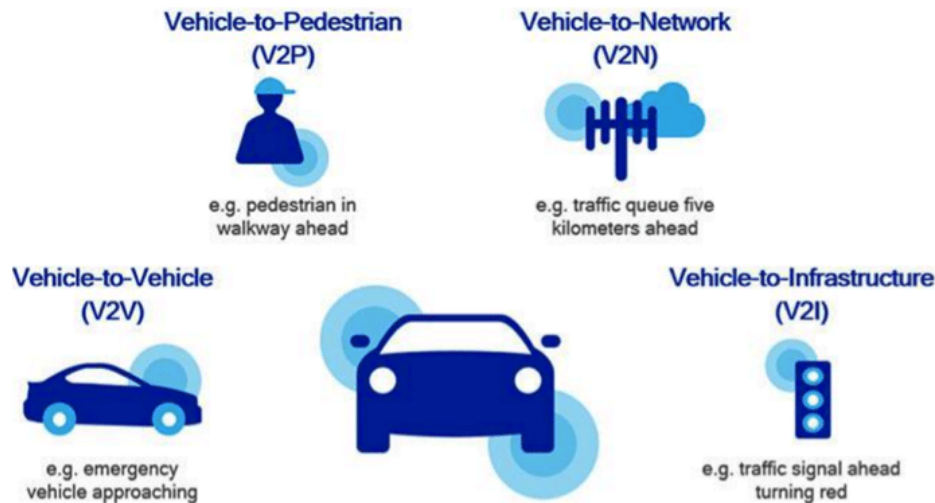 Vehicle-to-Pedestrian
(V2P)
e.g. pedestrian in
walkway ahead
Vehicle-to-Network
(V2N)
e.g. traffic queue five
kilometers ahead
Vehicle-to-Vehicle
(V2V)
e.g. emergency
vehicle approaching
Vehicle-to-Infrastructure
(V2I)
e.g. traffic signal ahead
turning red